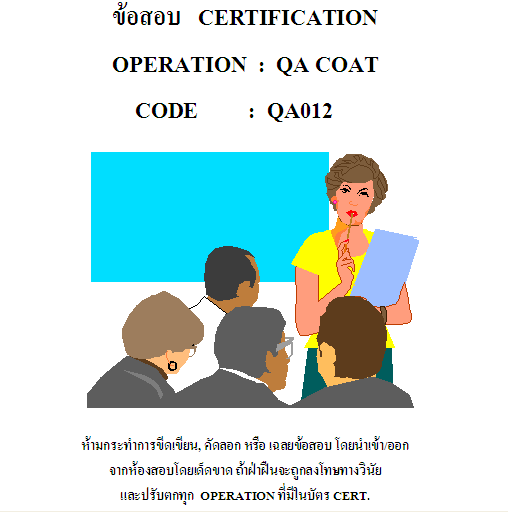 ข้อสอบ CERTIFICATION
OPERATION : QA COAT
CODE : QA012
ห้ามกระทำการขีดเขียน, คัดลอก หรือ เฉลยข้อสอบ โดยนำเข้า/ออก
จากห้องสอบโดยเด็ดขาด ถ้าฝ่าฝืนจะถูกลงโทษทางวินัย
และปรับตกทุก OPERATION ที่มีในบัตร CERT.